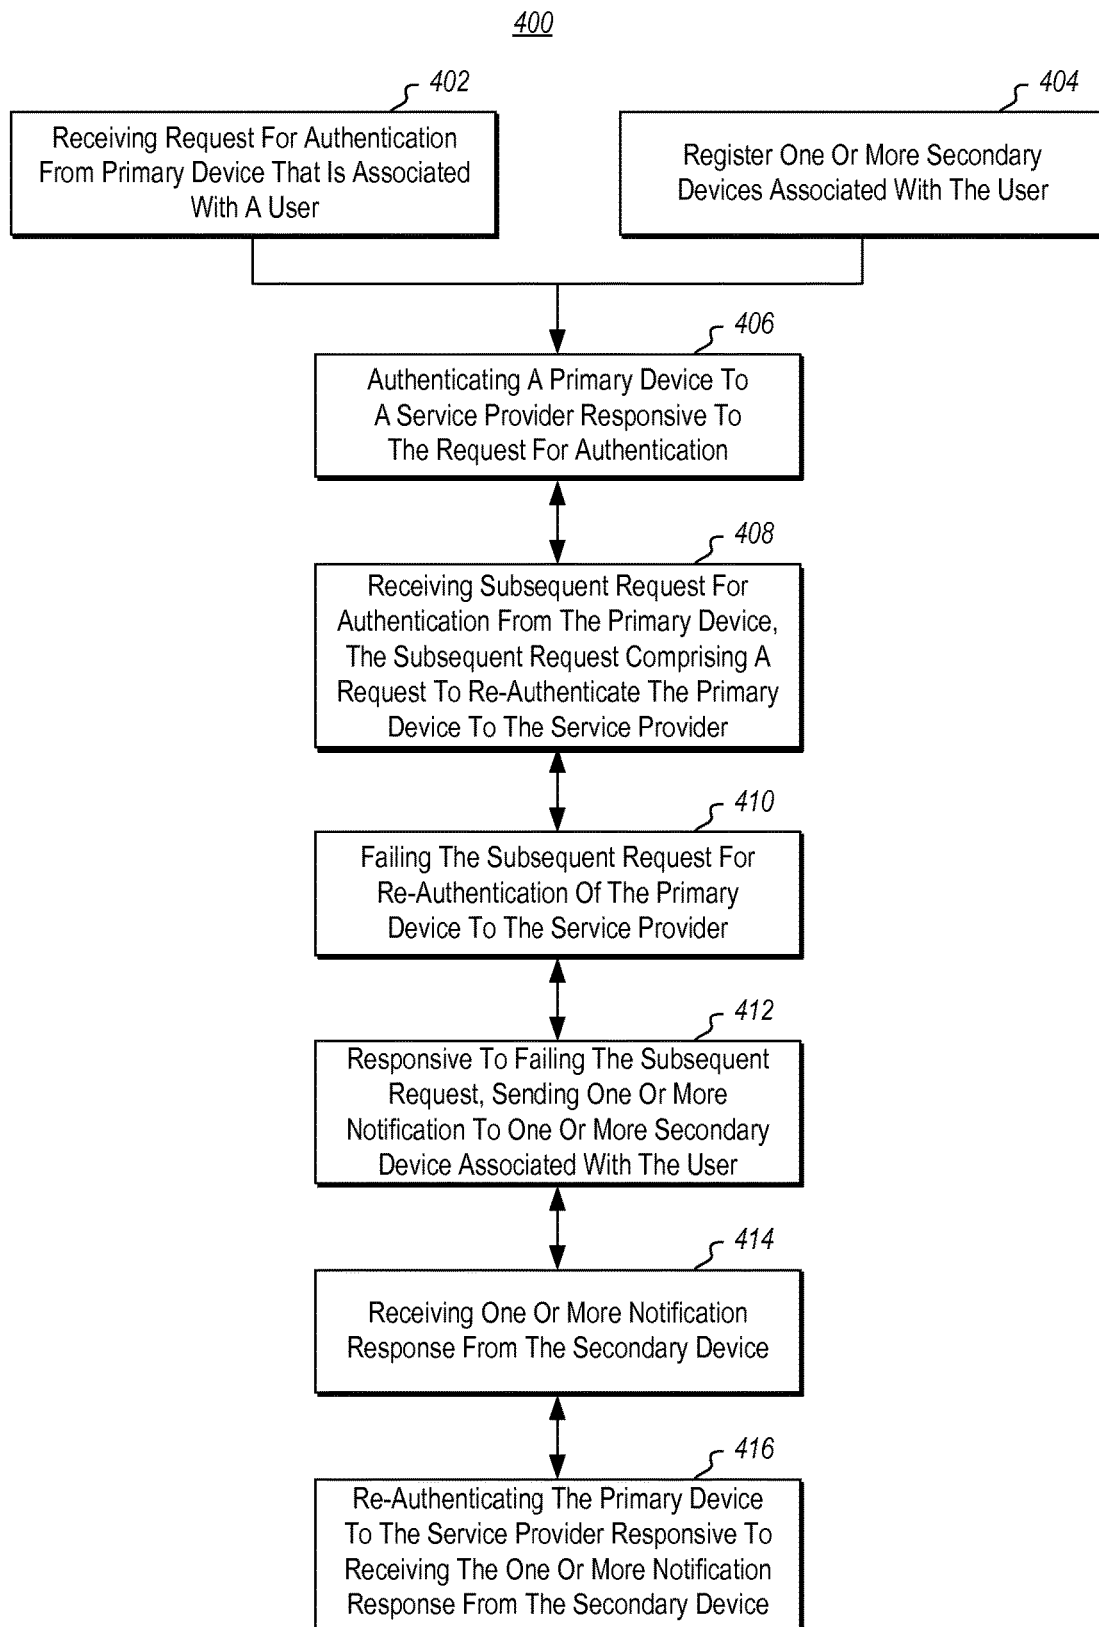 400
402
Receiving Request For Authentication
From Primary Device That Is Associated
With A User
404
Register One Or More Secondary
Devices Associated With The User
406
Authenticating A Primary Device To
A Service Provider Responsive To
The Request For Authentication
408
Receiving Subsequent Request For
Authentication From The Primary Device,
The Subsequent Request Comprising A
Request To Re-Authenticate The Primary
Device To The Service Provider
410
Failing The Subsequent Request For
Re-Authentication Of The Primary
Device To The Service Provider
412
Responsive To Failing The Subsequent
Request, Sending One Or More
Notification To One Or More Secondary
Device Associated With The User
414
Receiving One Or More Notification
Response From The Secondary Device
416
Re-Authenticating The Primary Device
To The Service Provider Responsive To
Receiving The One Or More Notification
Response From The Secondary Device